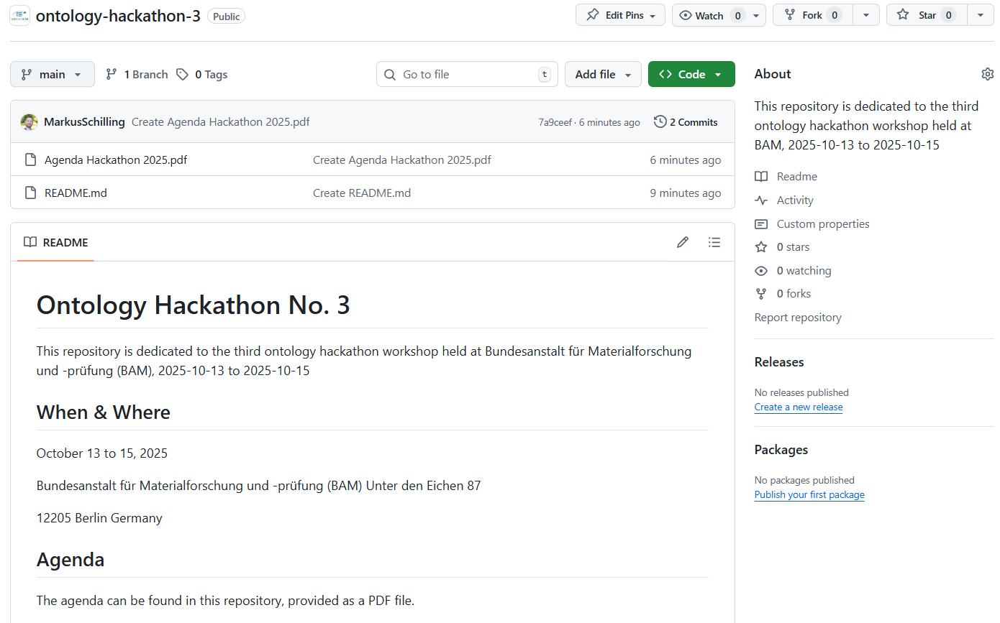 ontology-hackathon-3 Public Edit Pins Watch 0 Fork 0 Star 0
main 1 Branch 0 Tags Go to file t Add file Code
MarkusSchilling Create Agenda Hackathon 2025.pdf 7a9ceef · 6 minutes ago 2 Commits
Agenda Hackathon 2025.pdf Create Agenda Hackathon 2025.pdf 6 minutes ago
README.md Create README.md 9 minutes ago
README
Ontology Hackathon No. 3
This repository is dedicated to the third ontology hackathon workshop held at Bundesanstalt für Materialforschung
und -prüfung (BAM), 2025-10-13 to 2025-10-15
When & Where
October 13 to 15, 2025
Bundesanstalt für Materialforschung und -prüfung (BAM) Unter den Eichen 87
12205 Berlin Germany
Agenda
The agenda can be found in this repository, provided as a PDF file.
About
This repository is dedicated to the third
ontology hackathon workshop held at
BAM, 2025-10-13 to 2025-10-15
Readme
Activity
Custom properties
0 stars
0 watching
0 forks
Report repository
Releases
No releases published
Create a new release
Packages
No packages published
Publish your first package